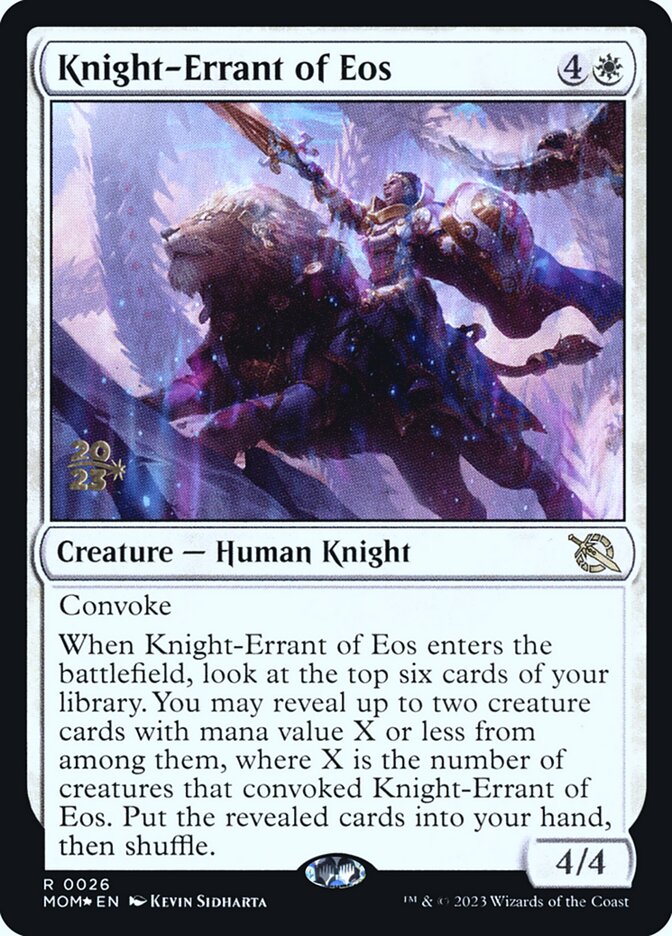 Knight-Errant of Eos 4
20
23
Creature — Human Knight
Convoke
When Knight-Errant of Eos enters the
battlefield, look at the top six cards of your
library. You may reveal up to two creature
cards with mana value X or less from
among them, where X is the number of
creatures that convoked Knight-Errant of
Eos. Put the revealed cards into your hand,
then shuffle.
4/4
R 0026
MOM★EN Kevin Sidharta
™ & © 2023 Wizards of the Coast